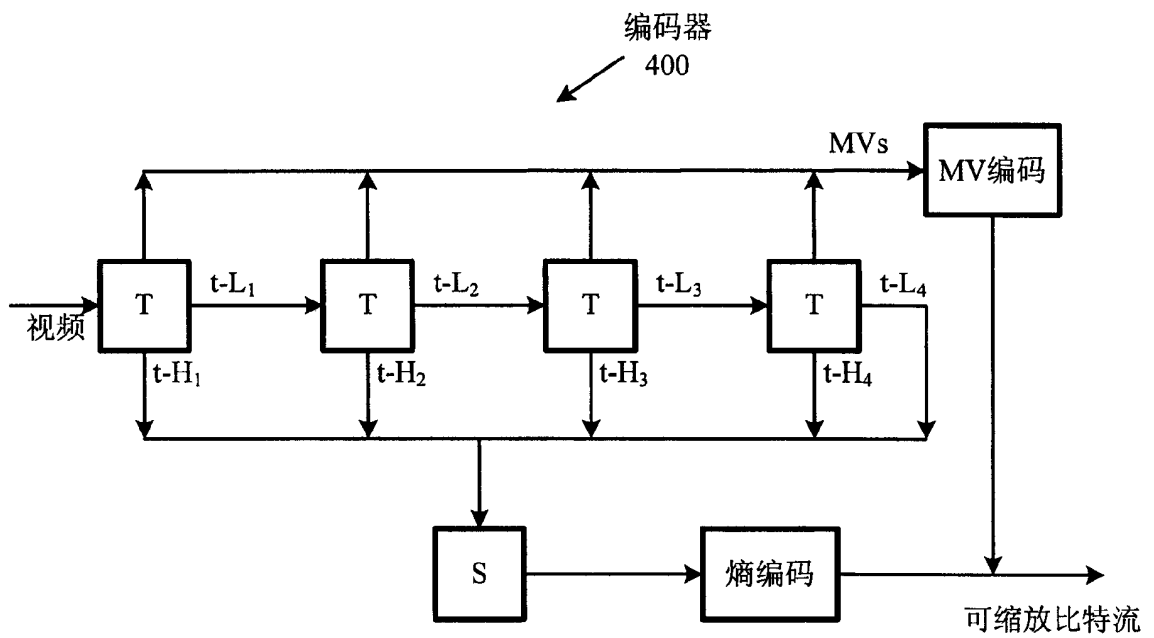 编码器
400
MVs
MV编码
T
t-L₁
T
t-L₂
T
t-L₃
T
t-L₄
视频
t-H₁
t-H₂
t-H₃
t-H₄
S
熵编码
可缩放比特流